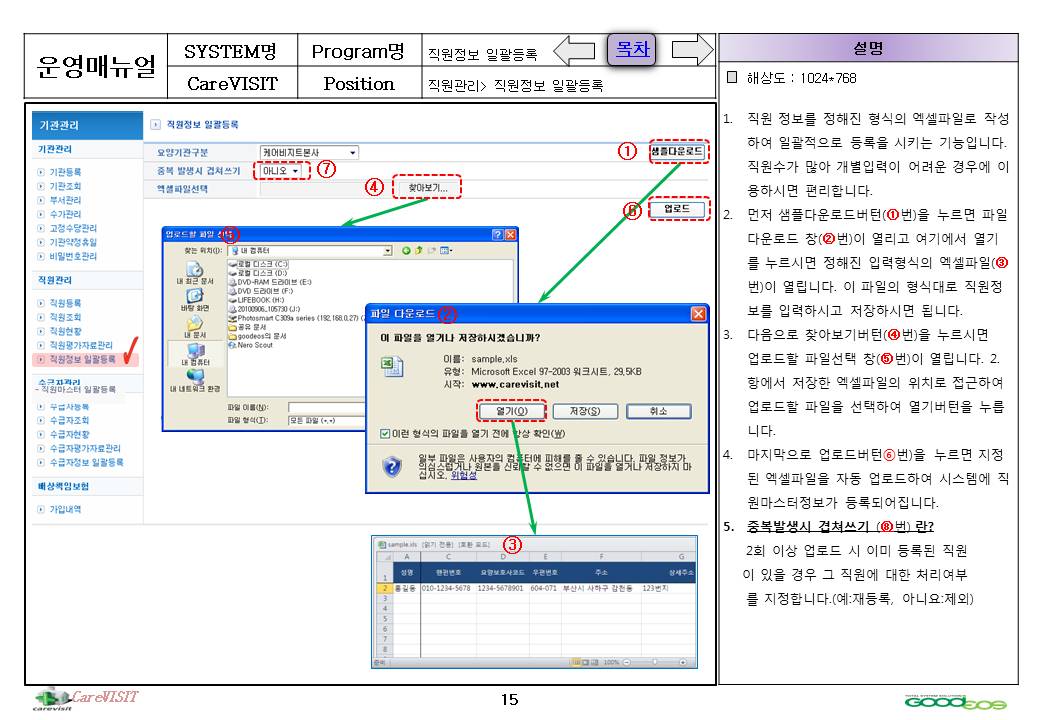 운영매뉴얼
SYSTEM명
Program명
직원정보 일괄등록
목차
설명
CareVISIT
Position
직원관리> 직원정보 일괄등록
해상도 : 1024*768
기관관리
기관관리
기관등록
기관조회
부서관리
수가관리
고정수당관리
기관약정휴일
비밀번호관리
직원관리
직원등록
직원조회
직원현황
직원평가자료관리
직원정보 일괄등록
수급자관리
- 직원마스터 일괄등록
수급자등록
수급자조회
수급자현황
수급자평가자료관리
수급자정보 일괄등록
배상책임보험
가입내역
직원정보 일괄등록
요양기관구분
케어비지트본사
① 샘플다운로드
중복 발생시 겹쳐쓰기
아니오
⑦
엑셀파일선택
④ 찾아보기...
⑥ 업로드
업로드할 파일 선택
⑤
찾는 위치(I):
내 컴퓨터
내 최근 문서
바탕 화면
내 문서
내 컴퓨터
내 네트워크 환경
로컬 디스크 (C:)
로컬 디스크 (D:)
DVD-RAM 드라이브 (E:)
DVD 드라이브 (F:)
LIFEBOOK (H:)
20100906_105730 (J:)
Photosmart C309a series (192,168,0,27) (
공유 문서
goodeos의 문서
Nero Scout
파일 이름(N):
파일 형식(T):
모든 파일 (*,*)
파일 다운로드
②
이 파일을 열거나 저장하시겠습니까?
이름: sample,xls
유형: Microsoft Excel 97-2003 워크시트, 29,5KB
시작: www.carevisit.net
열기(O)
저장(S)
취소
이런 형식의 파일을 열기 전에 항상 확인(W)
일부 파일은 사용자의 컴퓨터에 피해를 줄 수 있습니다. 파일 정보가
의심스럽거나 원본을 신뢰할 수 없으면 이 파일을 열거나 저장하지 마
십시오. 위험성
sample.xls [읽기 전용] [호환 모드]
③
A C D E F G
1 성명 핸펀번호 요양보호사코드 우편번호 주소 상세주소
2 홍길동 010-1234-5678 1234-5678901 604-071 부산시 사하구 감천동 123번지
3
4
5
6
7
8
준비
100%
1. 직원 정보를 정해진 형식의 엑셀파일로 작성
하여 일괄적으로 등록을 시키는 기능입니다.
직원수가 많아 개별입력이 어려운 경우에 이
용하시면 편리합니다.
2. 먼저 샘플다운로드버턴(①번)을 누르면 파일
다운로드 창(②번)이 열리고 여기에서 열기
를 누르시면 정해진 입력형식의 엑셀파일(③
번)이 열립니다. 이 파일의 형식대로 직원정
보를 입력하시고 저장하시면 됩니다.
3. 다음으로 찾아보기버턴(④번)을 누르시면
업로드할 파일선택 창(⑤번)이 열립니다. 2.
항에서 저장한 엑셀파일의 위치로 접근하여
업로드할 파일을 선택하여 열기버턴을 누릅
니다.
4. 마지막으로 업로드버턴⑥번)을 누르면 지정
된 엑셀파일을 자동 업로드하여 시스템에 직
원마스터정보가 등록되어집니다.
5. 중복발생시 겹쳐쓰기 (⑧번) 란?
2회 이상 업로드 시 이미 등록된 직원
이 있을 경우 그 직원에 대한 처리여부
를 지정합니다.(예:재등록, 아니요:제외)
carevisit
CareVISIT
15
TOTAL SYSTEM SOLUTION
GOODEOS